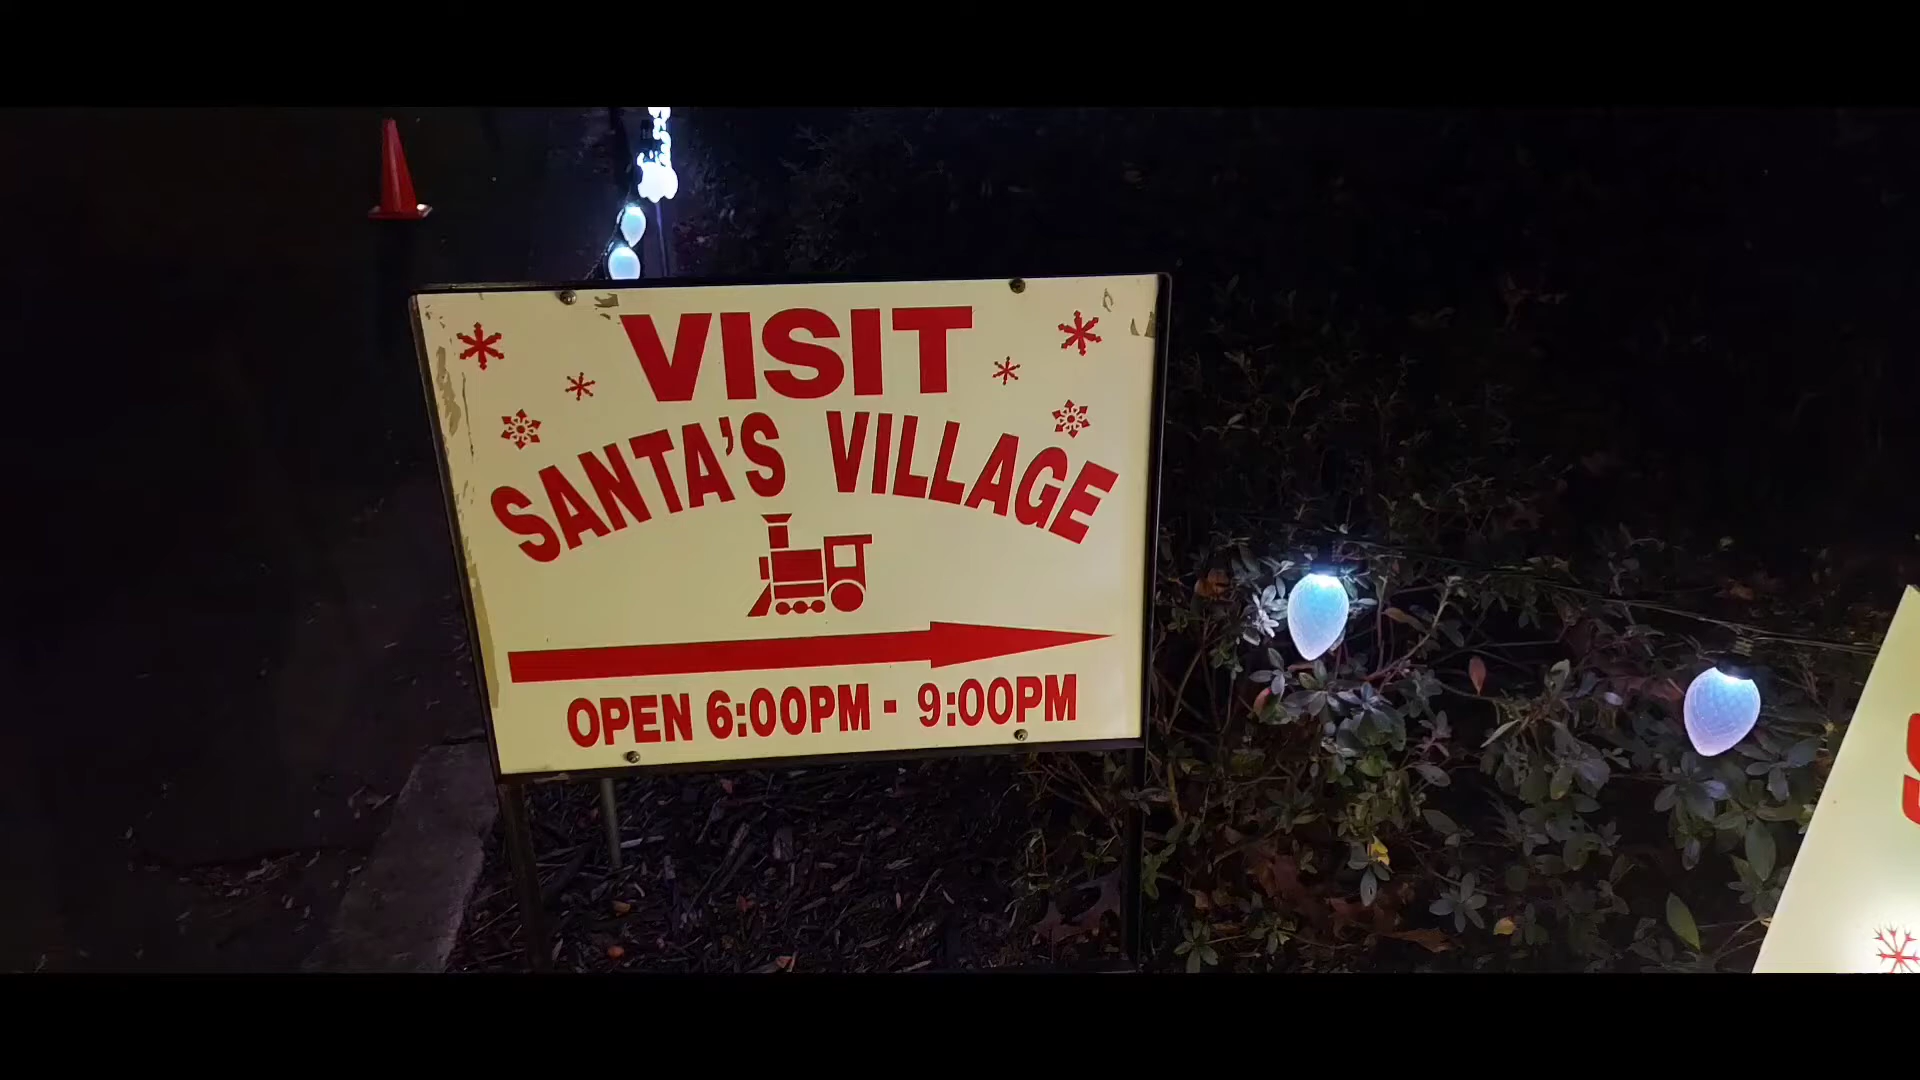 VISIT
SANTA'S VILLAGE
OPEN 6:00PM - 9:00PM